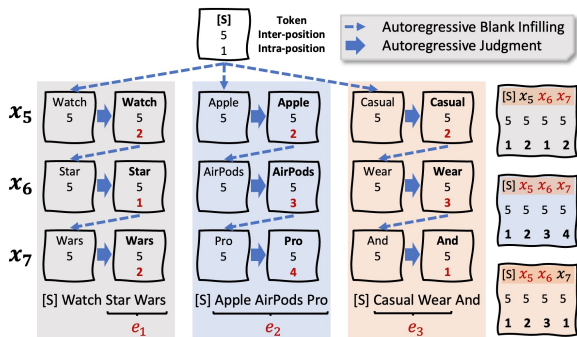 [S] Token
5 Inter-position
1 Intra-position
Autoregressive Blank Infilling
Autoregressive Judgment
x5
Watch Watch Apple Apple Casual Casual
5 5 5 5 5 5
2 2 2
x6
Star Star AirPods AirPods Wear Wear
5 5 5 5 5 5
1 3 3
x7
Wars Wars Pro Pro And And
5 5 5 5 5 5
2 4 1
[S] Watch Star Wars [S] Apple AirPods Pro [S] Casual Wear And
e1 e2 e3
[S] x5 x6 x7
5 5 5 5
1 2 1 2
[S] x5 x6 x7
5 5 5 5
1 2 3 4
[S] x5 x6 x7
5 5 5 5
1 2 3 1